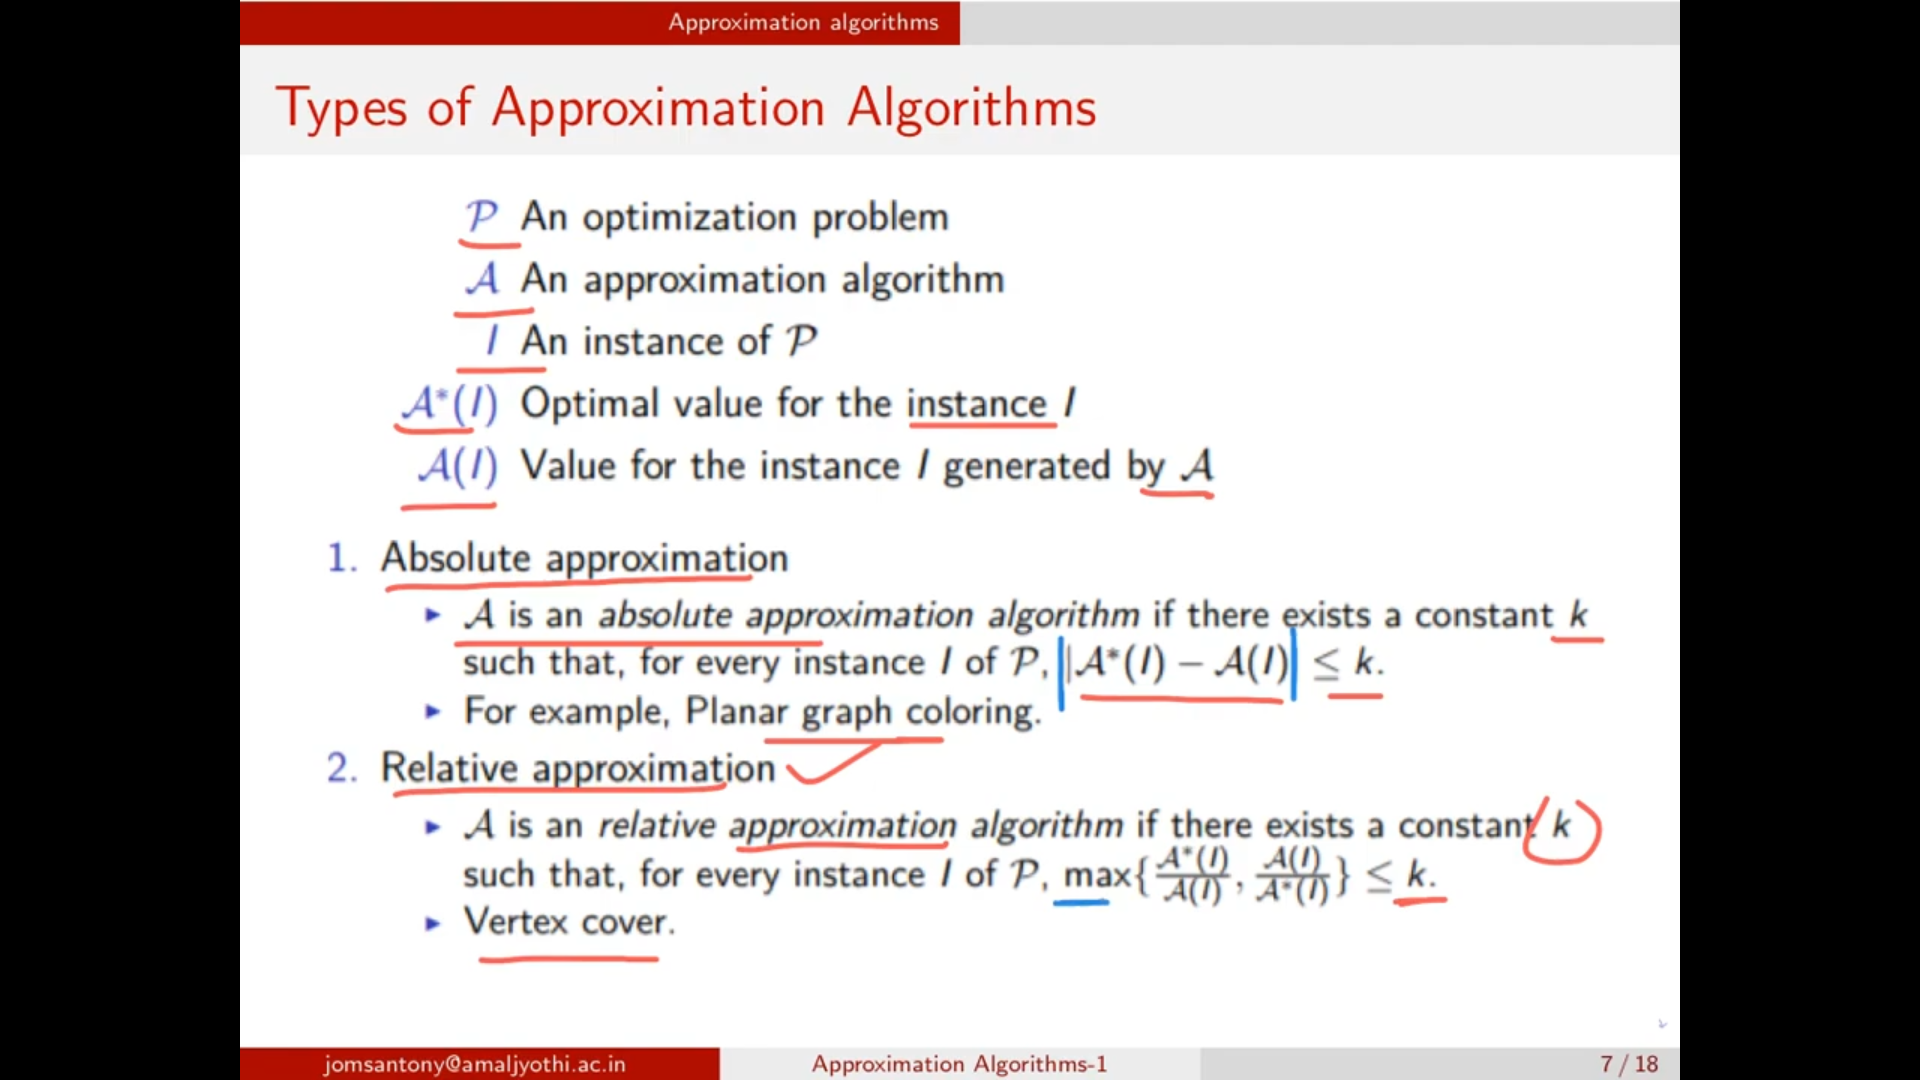 Approximation algorithms
Types of Approximation Algorithms
𝒫 An optimization problem
𝒜 An approximation algorithm
I An instance of 𝒫
𝒜*(I) Optimal value for the instance I
𝒜(I) Value for the instance I generated by 𝒜
1. Absolute approximation
▶ 𝒜 is an absolute approximation algorithm if there exists a constant k
such that, for every instance I of 𝒫, |𝒜*(I) − 𝒜(I)| ≤ k.
▶ For example, Planar graph coloring.
2. Relative approximation
▶ 𝒜 is an relative approximation algorithm if there exists a constant k
such that, for every instance I of 𝒫, max{𝒜*(I)/𝒜(I), 𝒜(I)/𝒜*(I)} ≤ k.
▶ Vertex cover.
jomsantony@amaljyothi.ac.in Approximation Algorithms-1 7 / 18